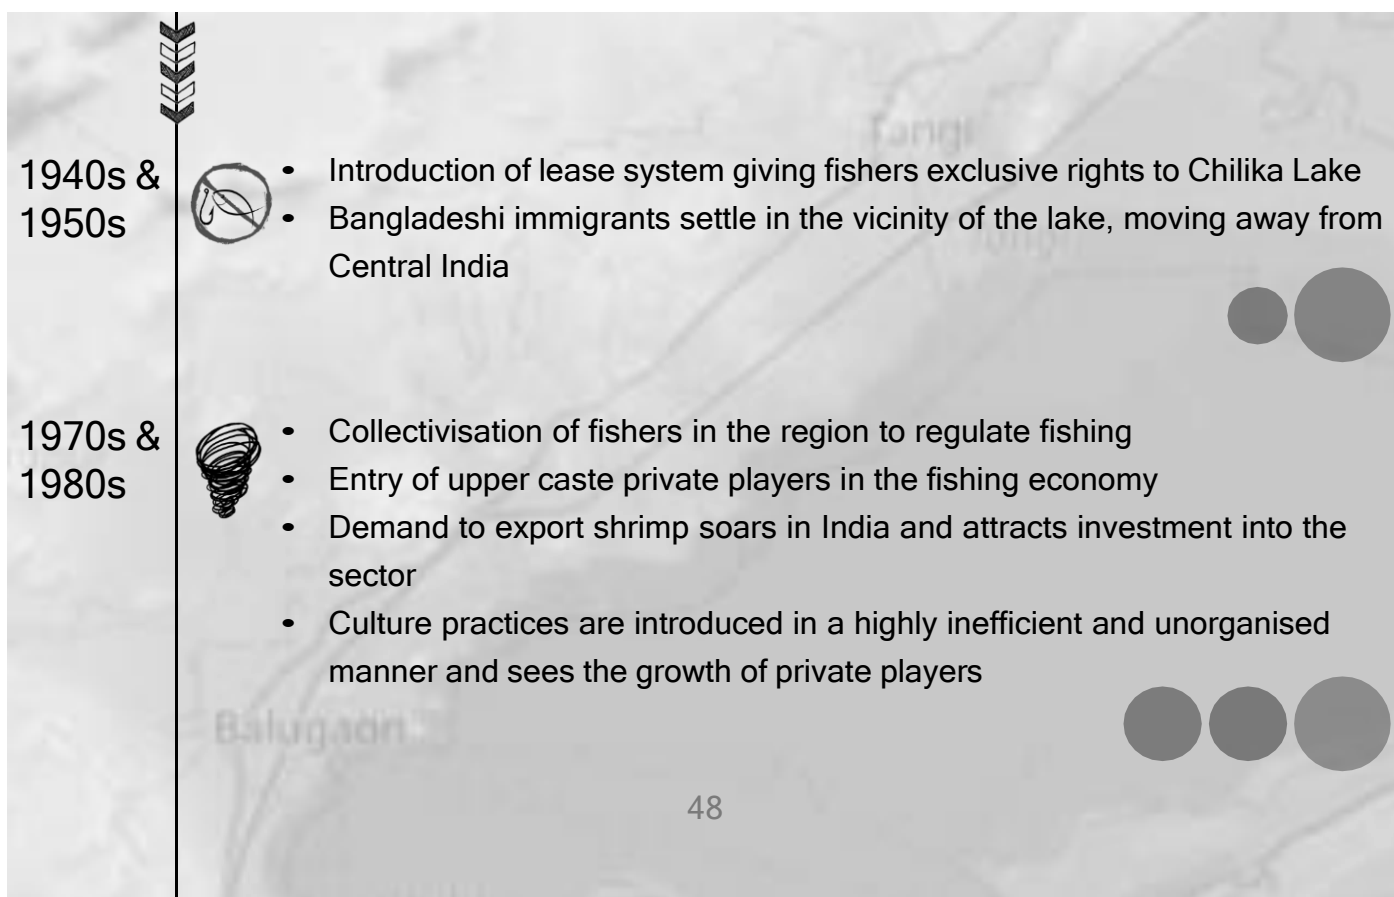 Tangi
1940s &
1950s
• Introduction of lease system giving fishers exclusive rights to Chilika Lake
• Bangladeshi immigrants settle in the vicinity of the lake, moving away from
Central India
1970s &
1980s
• Collectivisation of fishers in the region to regulate fishing
• Entry of upper caste private players in the fishing economy
• Demand to export shrimp soars in India and attracts investment into the
sector
• Culture practices are introduced in a highly inefficient and unorganised
manner and sees the growth of private players
Balugaon
48